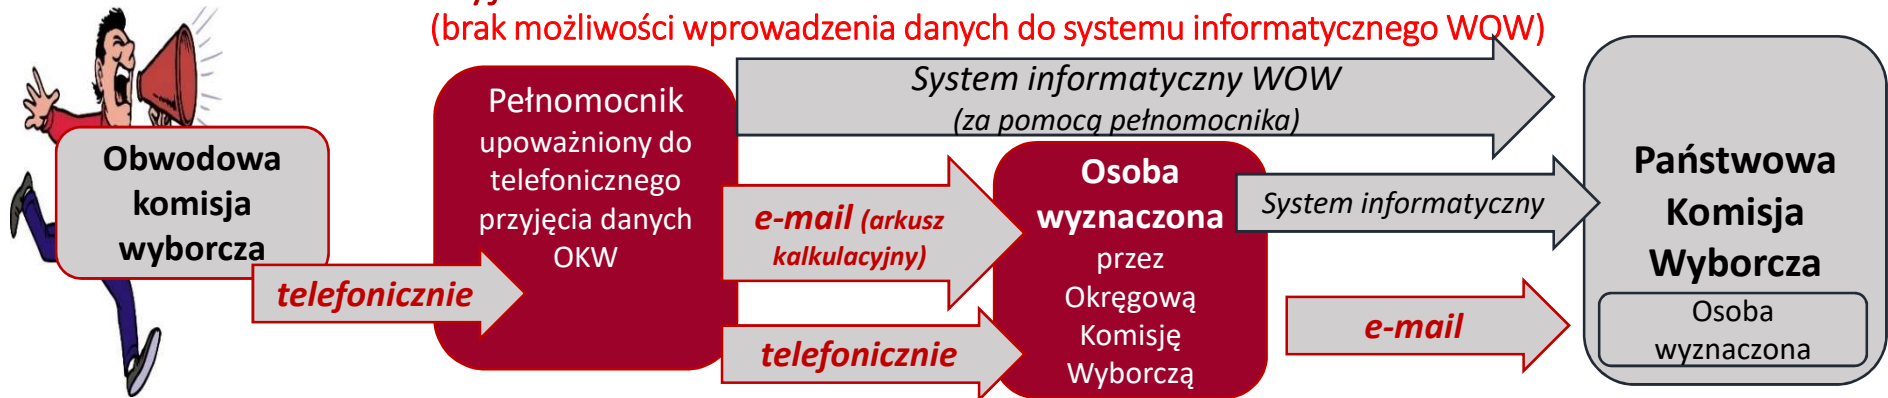 (brak możliwości wprowadzenia danych do systemu informatycznego WOW)
Obwodowa
komisja
wyborcza
telefonicznie
Pełnomocnik
upoważniony do
telefonicznego
przyjęcia danych
OKW
System informatyczny WOW
(za pomocą pełnomocnika)
e-mail (arkusz
kalkulacyjny)
telefonicznie
Osoba
wyznaczona
przez
Okręgową
Komisję
Wyborczą
System informatyczny
e-mail
Państwowa
Komisja
Wyborcza
Osoba
wyznaczona